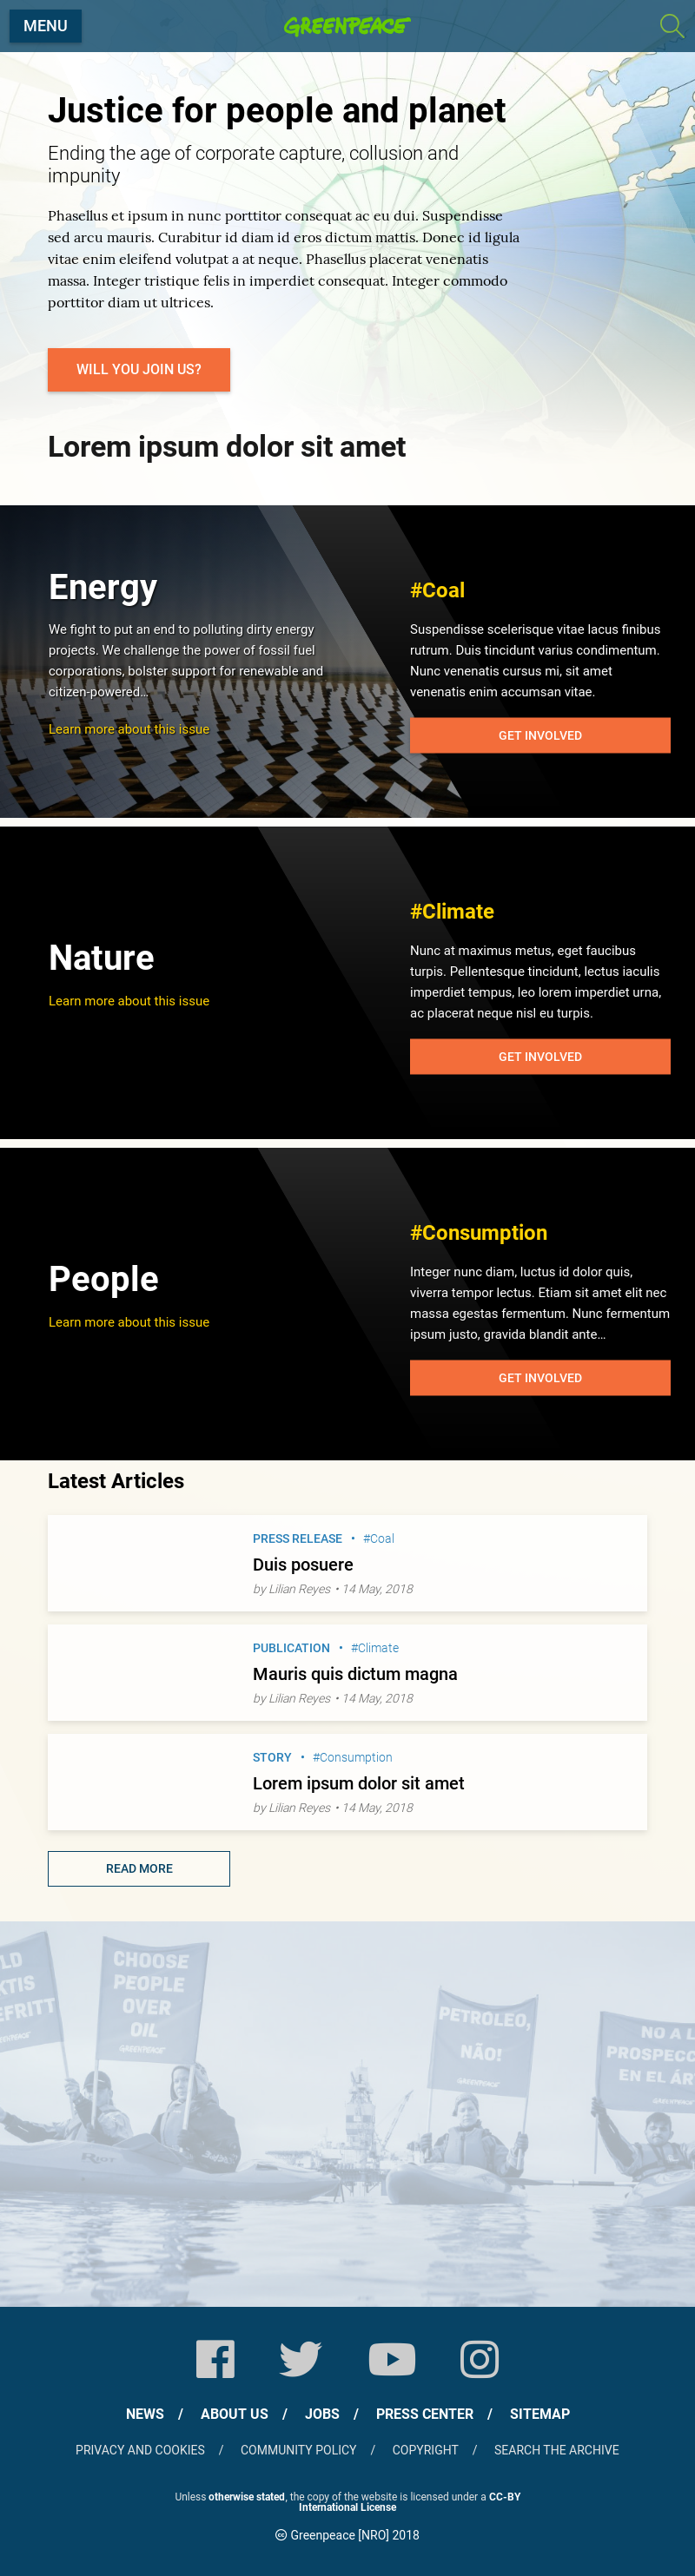 MENU
GREENPEACE
Justice for people and planet
Ending the age of corporate capture, collusion and
impunity
Phasellus et ipsum in nunc porttitor consequat ac eu dui. Suspendisse
sed arcu mauris. Curabitur id diam id eros dictum mattis. Donec id ligula
vitae enim eleifend volutpat a at neque. Phasellus placerat venenatis
massa. Integer tristique felis in imperdiet consequat. Integer commodo
porttitor diam ut ultrices.
WILL YOU JOIN US?
Lorem ipsum dolor sit amet
Energy
We fight to put an end to polluting dirty energy
projects. We challenge the power of fossil fuel
corporations, bolster support for renewable and
citizen-powered…
Learn more about this issue
#Coal
Suspendisse scelerisque vitae lacus finibus
rutrum. Duis tincidunt varius condimentum.
Nunc venenatis cursus mi, sit amet
venenatis enim accumsan vitae.
GET INVOLVED
Nature
Learn more about this issue
#Climate
Nunc at maximus metus, eget faucibus
turpis. Pellentesque tincidunt, lectus iaculis
imperdiet tempus, leo lorem imperdiet urna,
ac placerat neque nisl eu turpis.
GET INVOLVED
People
Learn more about this issue
#Consumption
Integer nunc diam, luctus id dolor quis,
viverra tempor lectus. Etiam sit amet elit nec
massa egestas fermentum. Nunc fermentum
ipsum justo, gravida blandit ante…
GET INVOLVED
Latest Articles
PRESS RELEASE • #Coal
Duis posuere
by Lilian Reyes • 14 May, 2018
PUBLICATION • #Climate
Mauris quis dictum magna
by Lilian Reyes • 14 May, 2018
STORY • #Consumption
Lorem ipsum dolor sit amet
by Lilian Reyes • 14 May, 2018
READ MORE
CHOOSE
PEOPLE
OVER
OIL
GREENPEACE
PETROLEO,
NÃO!
GREENPEACE
NO A L
PROSPECC
EN EL ÁR
GREENPEACE
NEWS / ABOUT US / JOBS / PRESS CENTER / SITEMAP
PRIVACY AND COOKIES / COMMUNITY POLICY / COPYRIGHT / SEARCH THE ARCHIVE
Unless otherwise stated, the copy of the website is licensed under a CC-BY
International License
Greenpeace [NRO] 2018